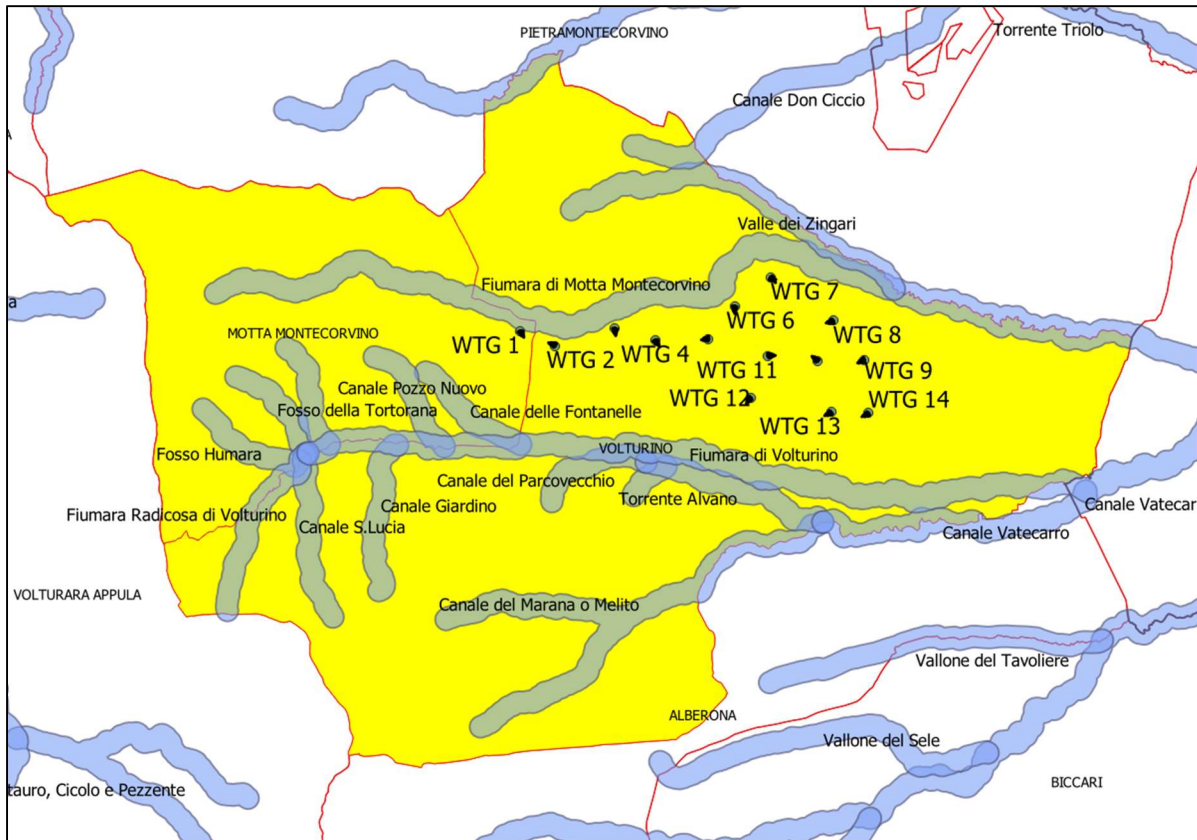 PIETRAMONTECORVINO
Torrente Triolo
Canale Don Ciccio
Valle dei Zingari
Fiumara di Motta Montecorvino
WTG 7
WTG 6
MOTTA MONTECORVINO
WTG 1
WTG 2
WTG 4
WTG 8
WTG 11
WTG 9
Canale Pozzo Nuovo
WTG 12
WTG 14
Fosso della Tortorana
Canale delle Fontanelle
WTG 13
Fosso Humara
VOLTURINO
Fiumara di Volturino
Canale del Parcovecchio
Torrente Alvano
Canale Giardino
Fiumara Radicosa di Volturino
Canale S.Lucia
Canale Vatecar
Canale Vatecarro
VOLTURARA APPULA
Canale del Marana o Melito
Vallone del Tavoliere
ALBERONA
Vallone del Sele
BICCARI
tauro, Cicolo e Pezzente